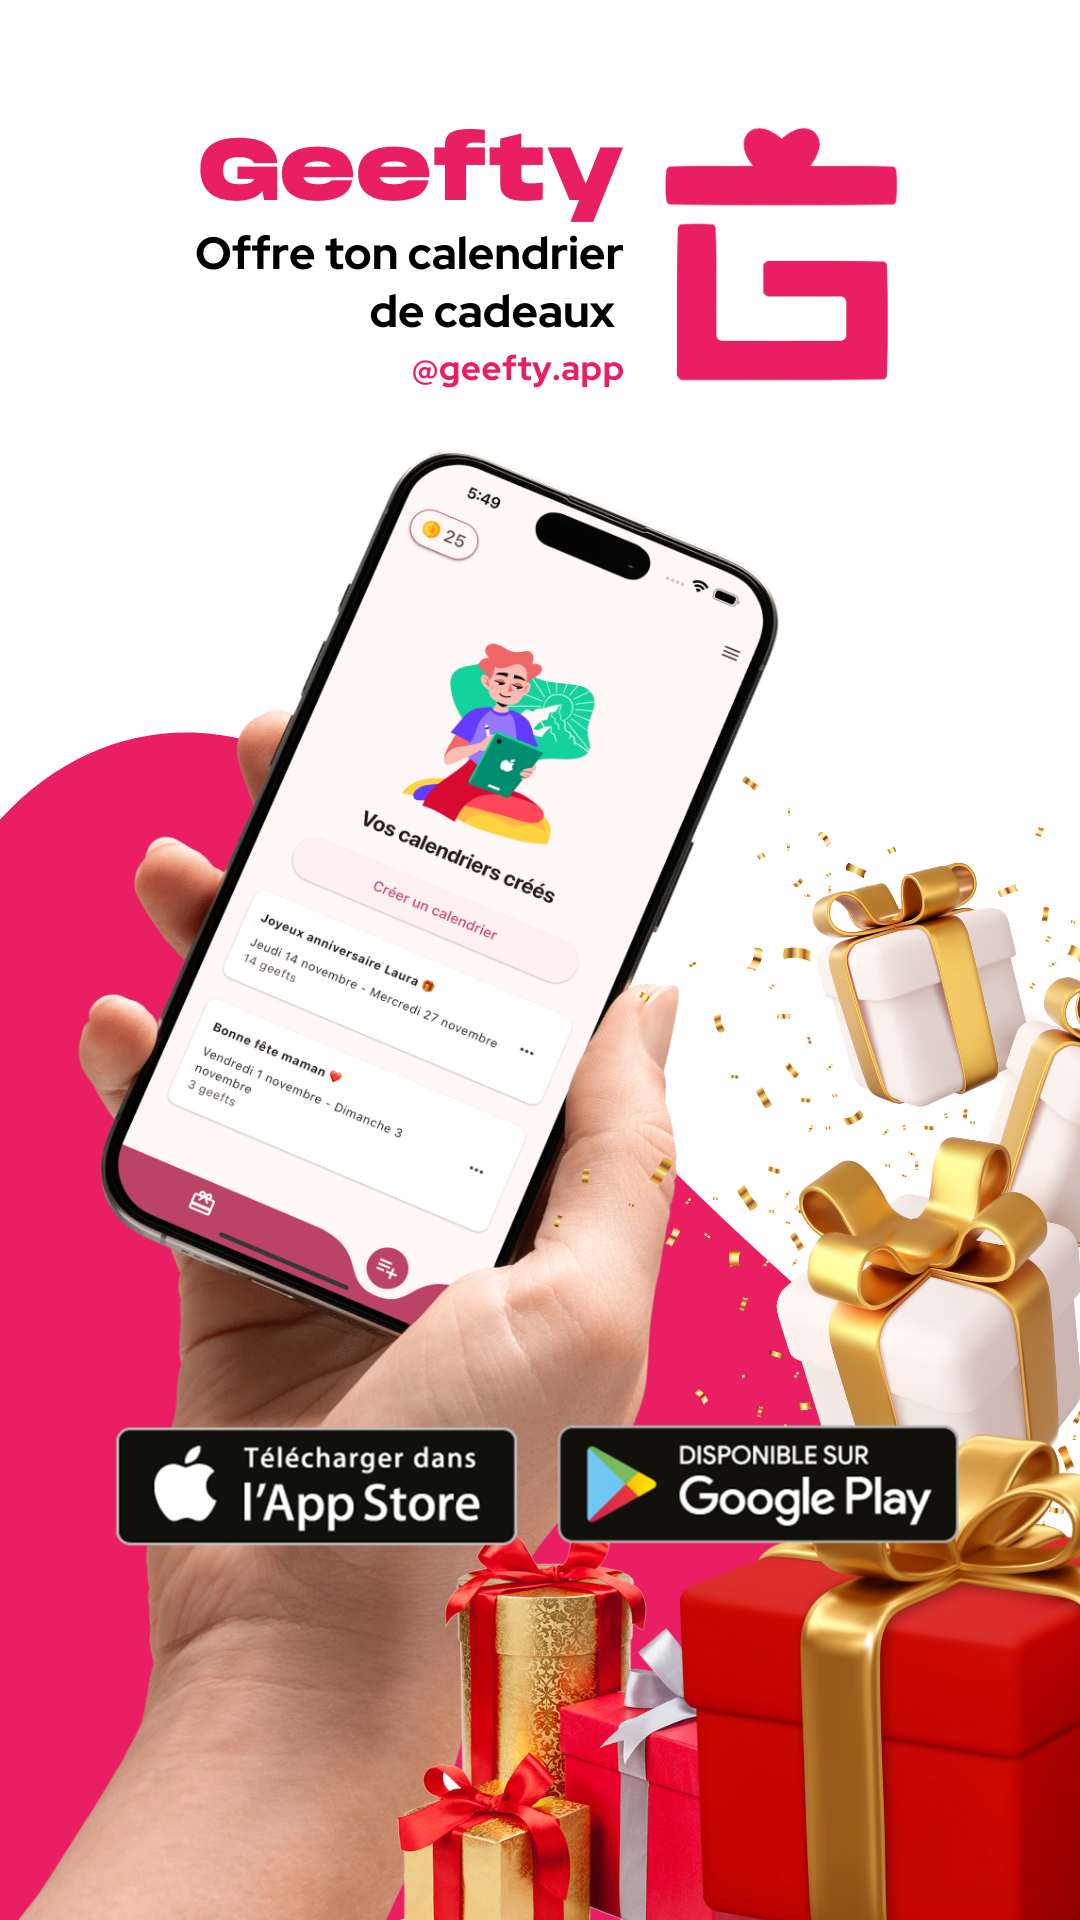 Geefty
Offre ton calendrier
de cadeaux
@geefty.app
5:49
25
Vos calendriers créés
Créer un calendrier
Joyeux anniversaire Laura 🎁
Jeudi 14 novembre - Mercredi 27 novembre
14 geefts
Bonne fête maman ❤️
Vendredi 1 novembre - Dimanche 3
novembre
3 geefts
Télécharger dans
l'App Store
DISPONIBLE SUR
Google Play